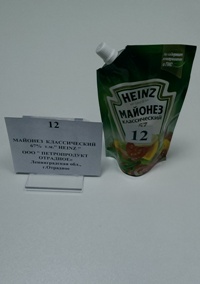 12
МАЙОНЕЗ КЛАССИЧЕСКИЙ
67% т.м." HEINZ "
ООО " ПЕТРОПРОДУКТ
ОТРАДНОЕ"
Ленинградская обл.,
г.Отрадное
HEINZ
МАЙОНЕЗ
КЛАССИЧЕСКИЙ
12